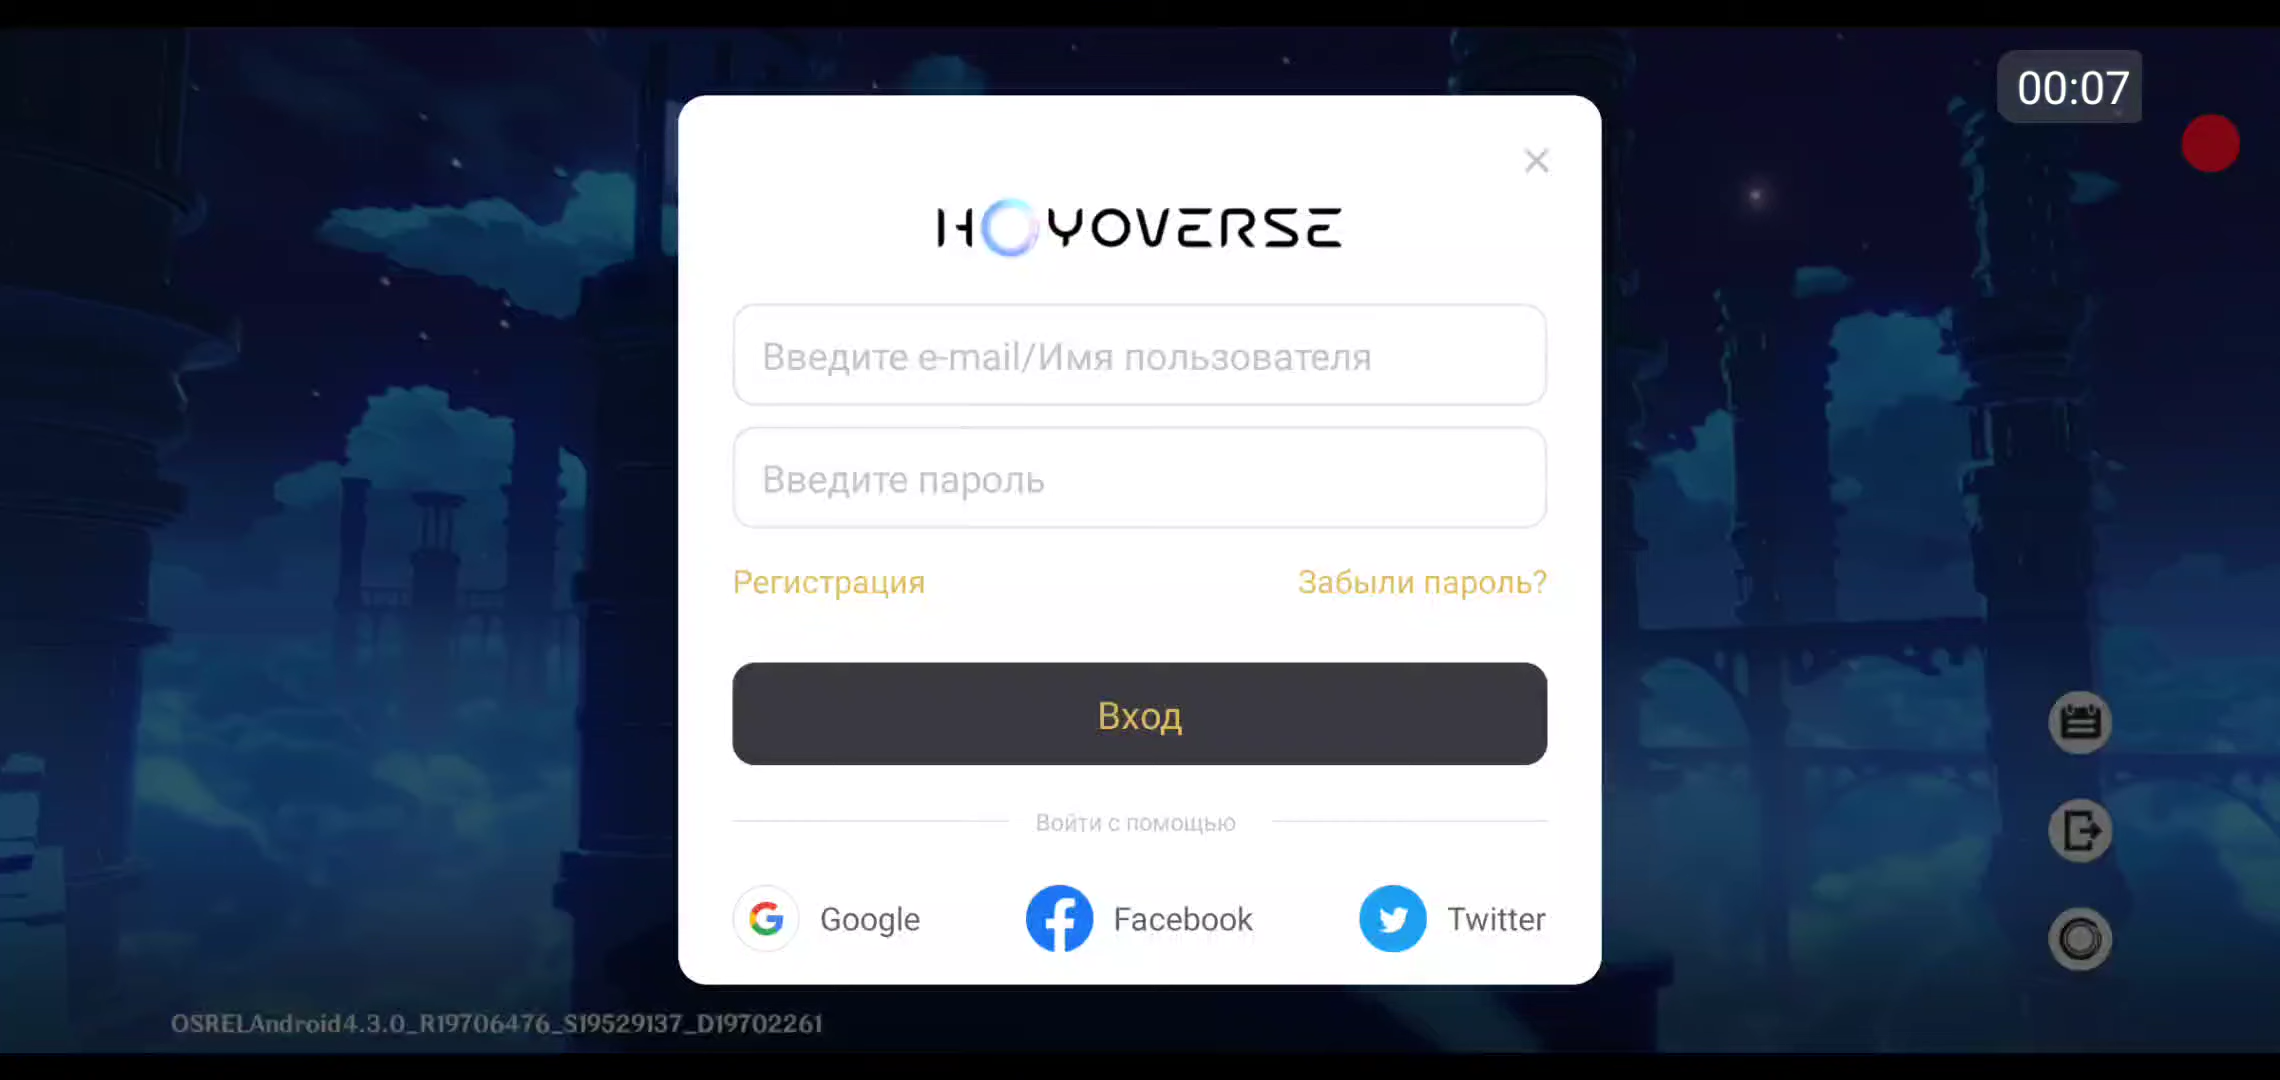 00:07
HOYOVERSE
Введите e-mail/Имя пользователя
Введите пароль
Регистрация
Забыли пароль?
Вход
Войти с помощью
Google
Facebook
Twitter
OSRELAndroid4.3.0_R19706476_S19529137_D19702261